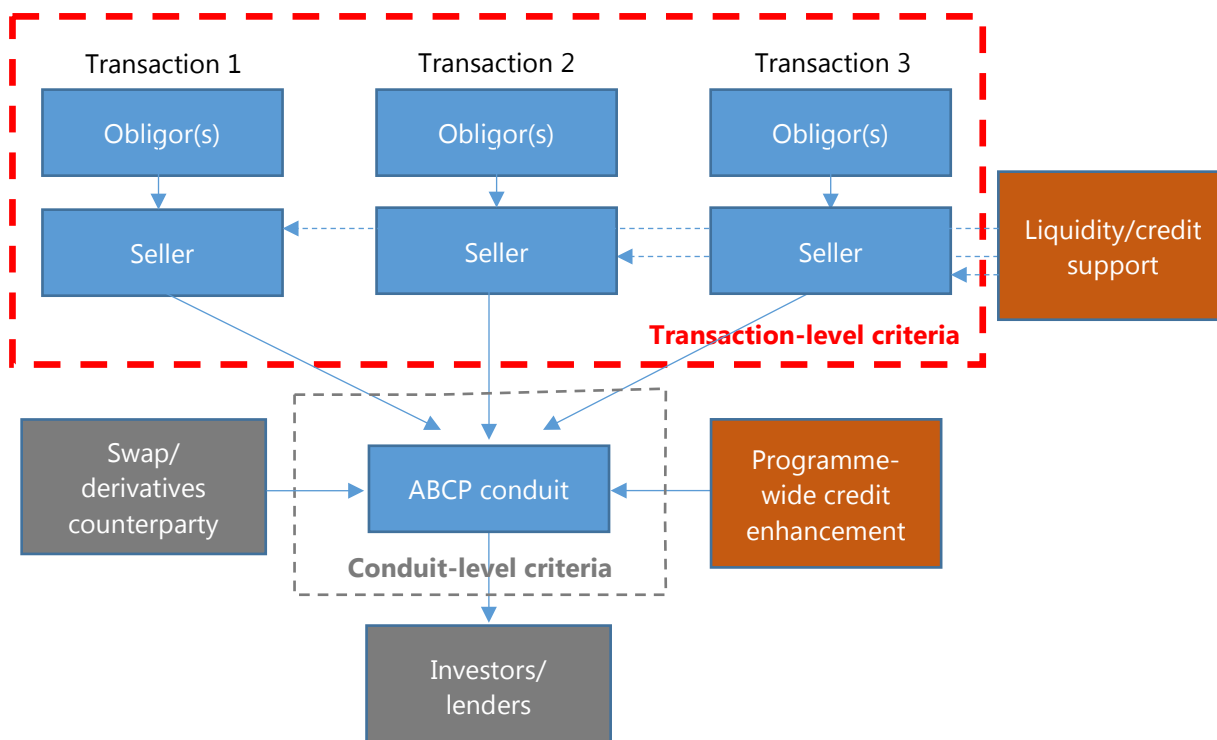 Transaction 1
Transaction 2
Transaction 3
Obligor(s)
Obligor(s)
Obligor(s)
Seller
Seller
Seller
Liquidity/credit
support
Transaction-level criteria
Swap/
derivatives
counterparty
ABCP conduit
Programme-
wide credit
enhancement
Conduit-level criteria
Investors/
lenders